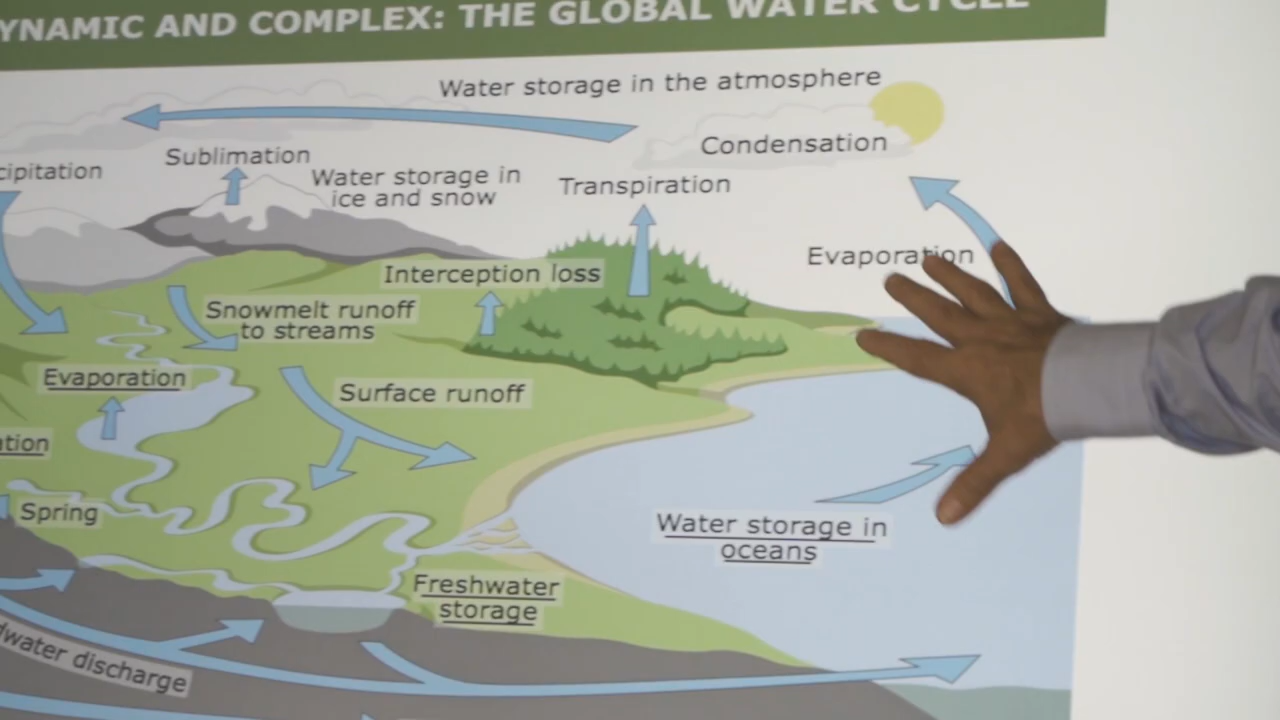 YNAMIC AND COMPLEX: THE GLOBAL WATER CYCLE
Water storage in the atmosphere
Condensation
cipitation
Sublimation
Water storage in
ice and snow
Transpiration
Evaporation
Interception loss
Snowmelt runoff
to streams
Evaporation
Surface runoff
ation
Spring
Water storage in
oceans
Freshwater
storage
dwater discharge